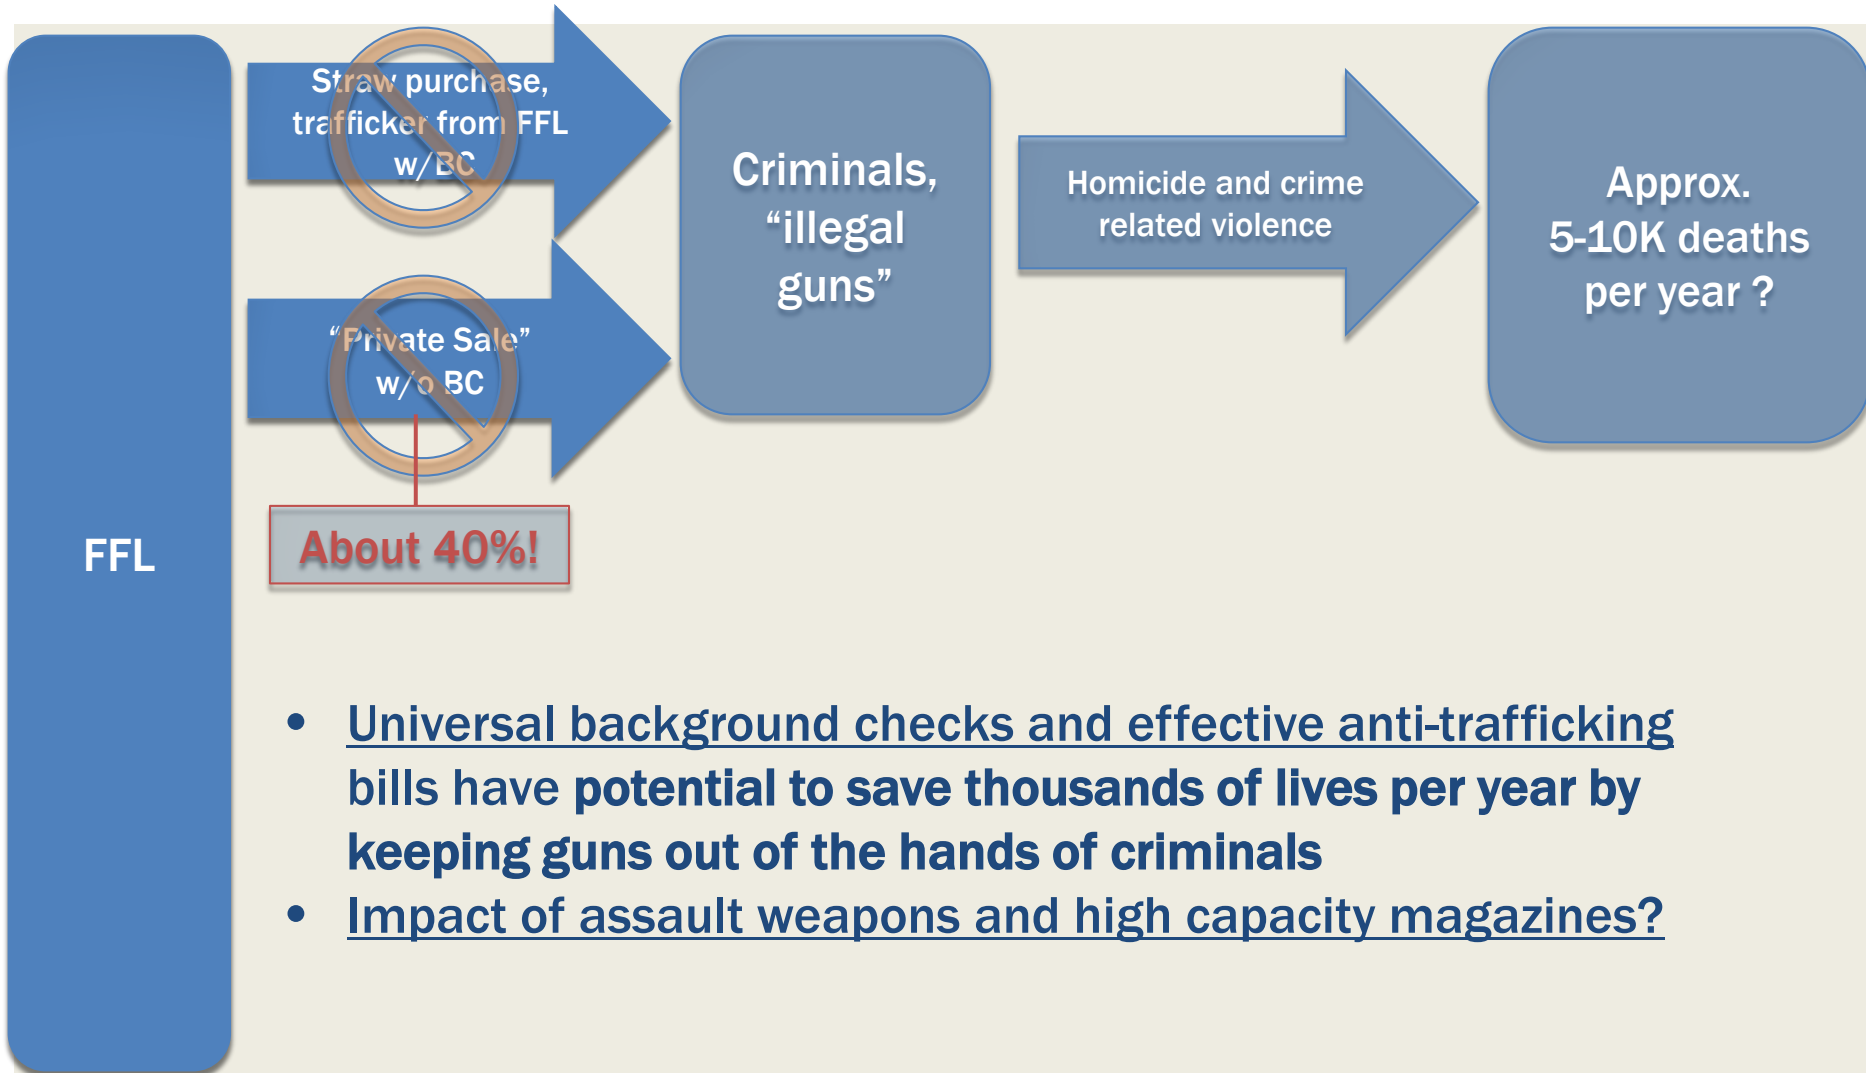 FFL
Straw purchase,
trafficker from FFL
w/BC
“Private Sale”
w/o BC
About 40%!
Criminals,
“illegal
guns”
Homicide and crime
related violence
Approx.
5-10K deaths
per year ?
• Universal background checks and effective anti-trafficking
bills have potential to save thousands of lives per year by
keeping guns out of the hands of criminals
• Impact of assault weapons and high capacity magazines?